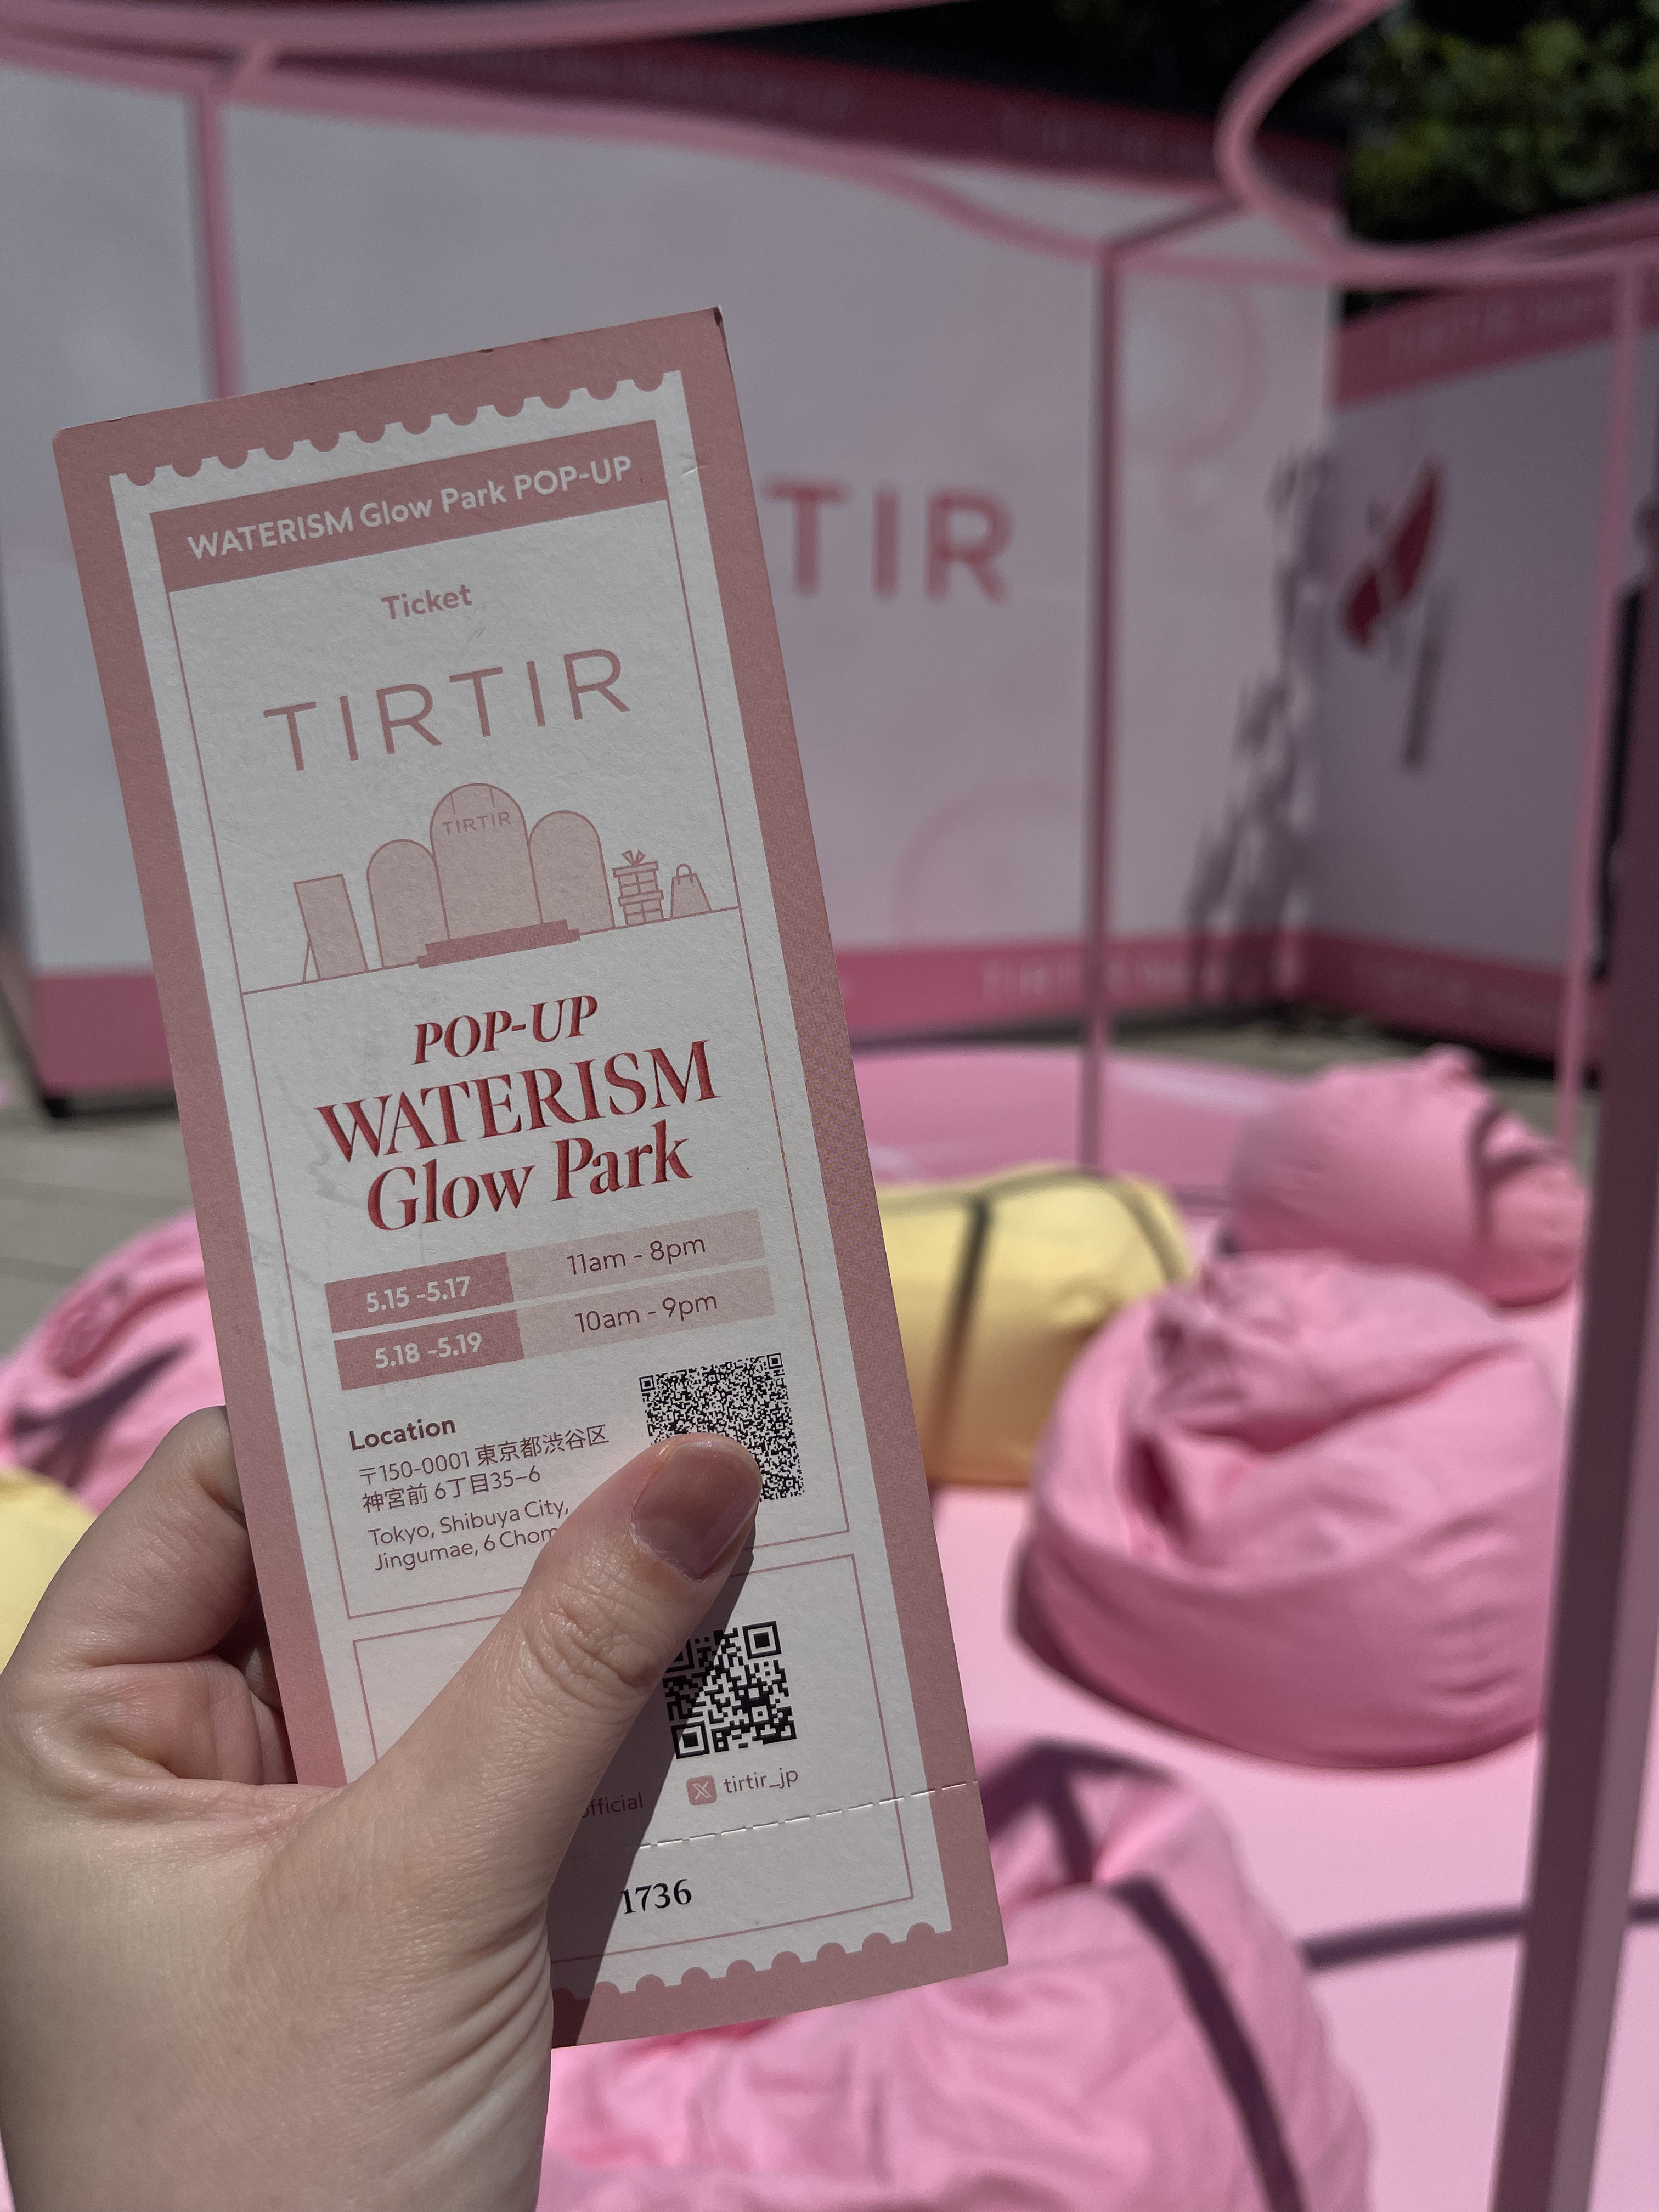 WATERISM Glow Park POP-UP
Ticket
TIRTIR
TIRTIR
POP-UP
WATERISM
Glow Park
5.15 -5.17 11am - 8pm
5.18 -5.19 10am - 9pm
Location
〒150-0001 東京都渋谷区
神宮前 6丁目35−6
Tokyo, Shibuya City,
Jingumae, 6 Chom
official
tirtir_jp
1736
TIR